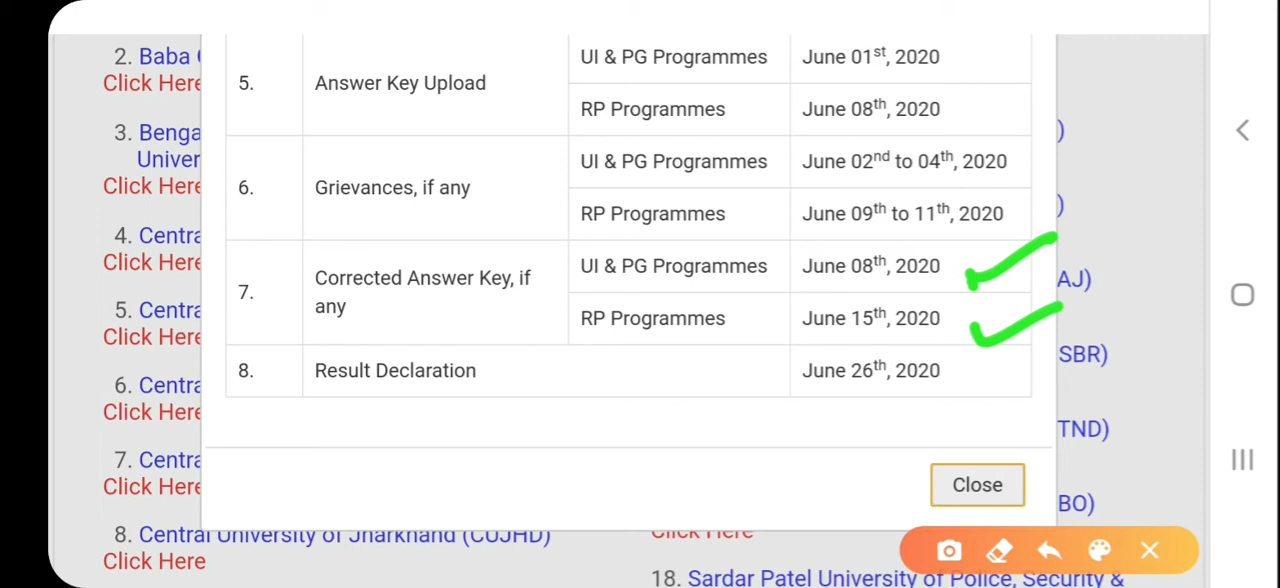 2. Baba
Click Here
3. Benga
Univer
Click Here
4. Centra
Click Here
5. Centra
Click Here
6. Centra
Click Here
7. Centra
Click Here
8. Central University of Jharkhand (CUJHD)
Click Here
5. Answer Key Upload UI & PG Programmes June 01st, 2020
RP Programmes June 08th, 2020
6. Grievances, if any UI & PG Programmes June 02nd to 04th, 2020
RP Programmes June 09th to 11th, 2020
7. Corrected Answer Key, if any UI & PG Programmes June 08th, 2020
RP Programmes June 15th, 2020
8. Result Declaration June 26th, 2020
Close
)
)
AJ)
SBR)
TND)
BO)
Click Here
18. Sardar Patel University of Police, Security &